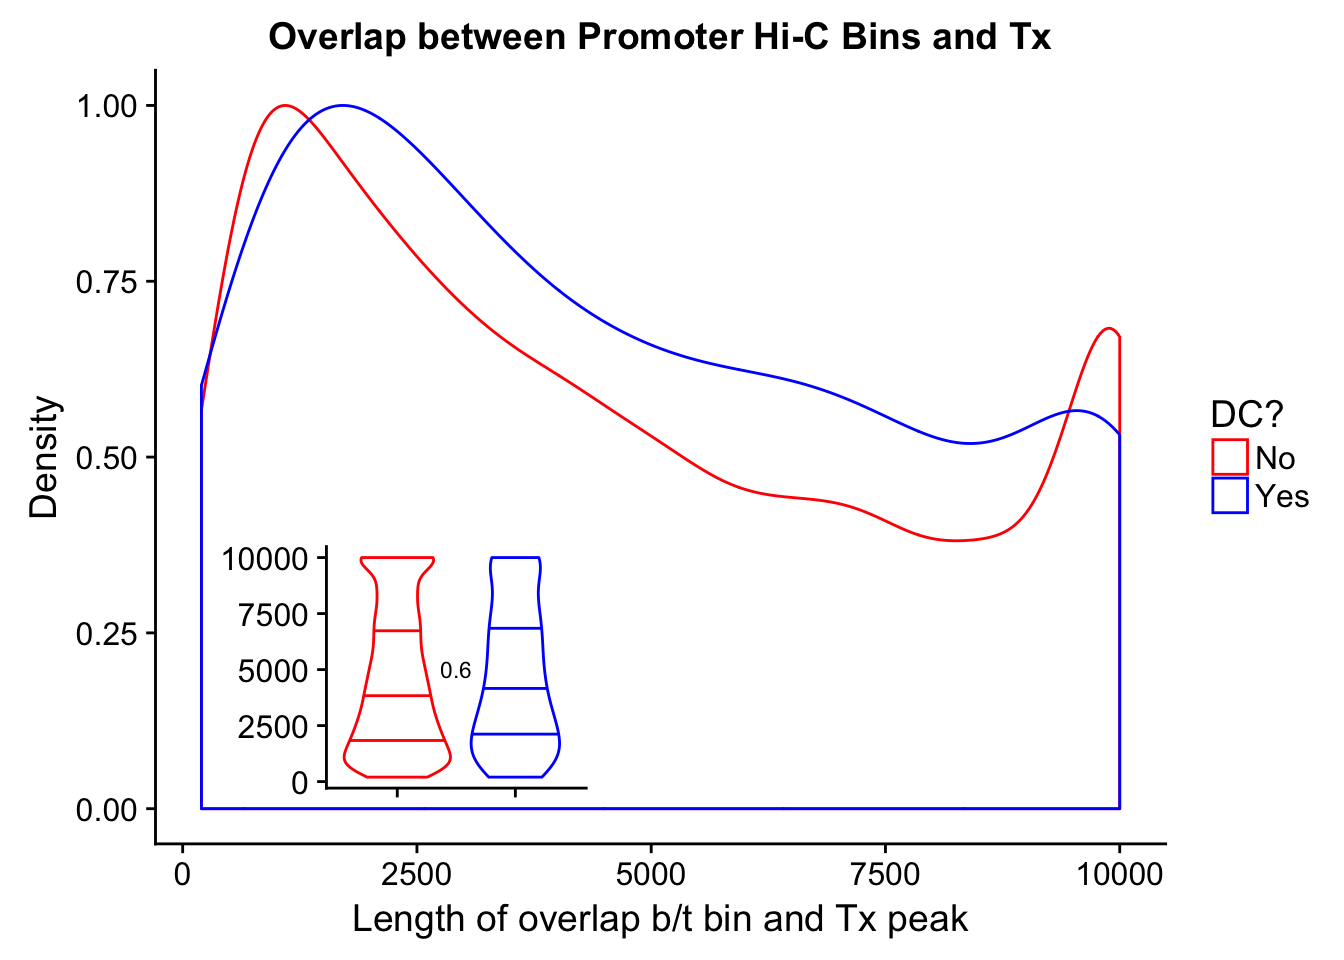 Overlap between Promoter Hi-C Bins and Tx
1.00
0.75
0.50
0.25
0.00
Density
10000
7500
5000
2500
0
0.6
0
2500
5000
7500
10000
Length of overlap b/t bin and Tx peak
DC?
No
Yes